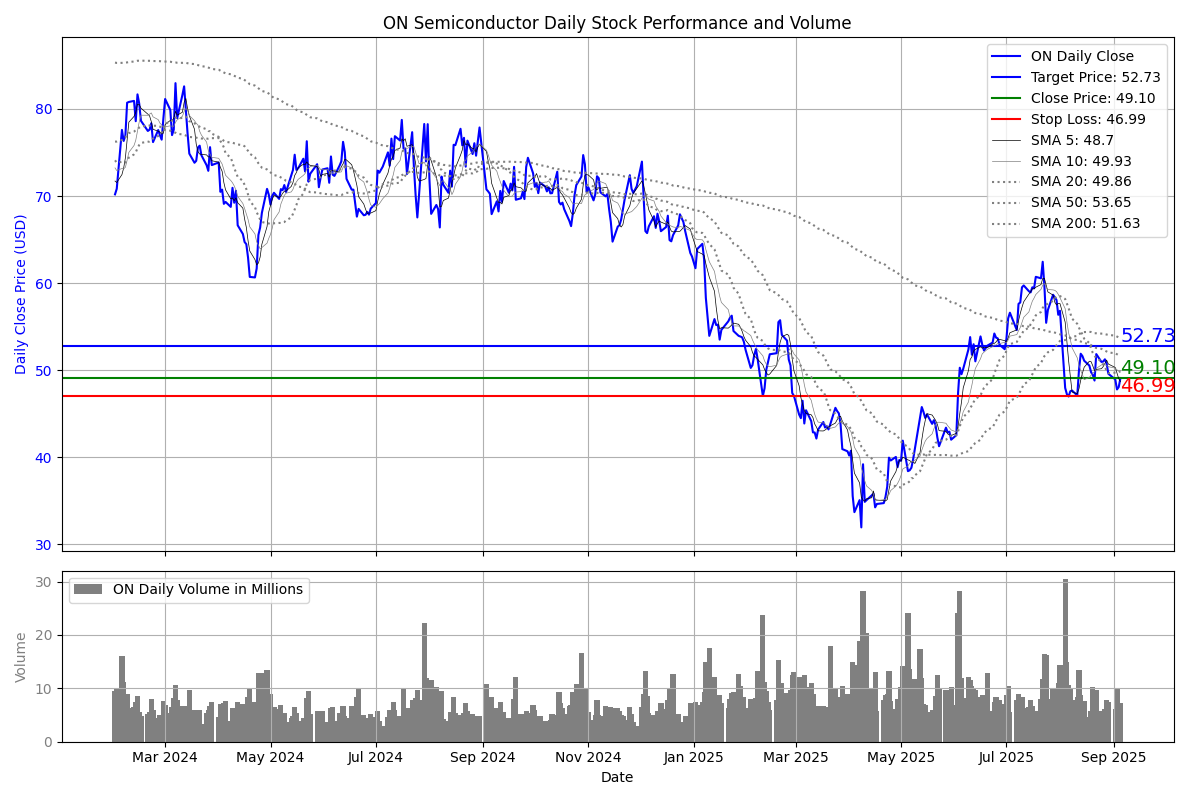 ON Semiconductor Daily Stock Performance and Volume
Daily Close Price (USD)
80
70
60
50
40
30
ON Daily Close
Target Price: 52.73
Close Price: 49.10
Stop Loss: 46.99
SMA 5: 48.7
SMA 10: 49.93
SMA 20: 49.86
SMA 50: 53.65
SMA 200: 51.63
52.73
49.10
46.99
Volume
30
20
10
0
ON Daily Volume in Millions
Mar 2024
May 2024
Jul 2024
Sep 2024
Nov 2024
Jan 2025
Mar 2025
May 2025
Jul 2025
Sep 2025
Date